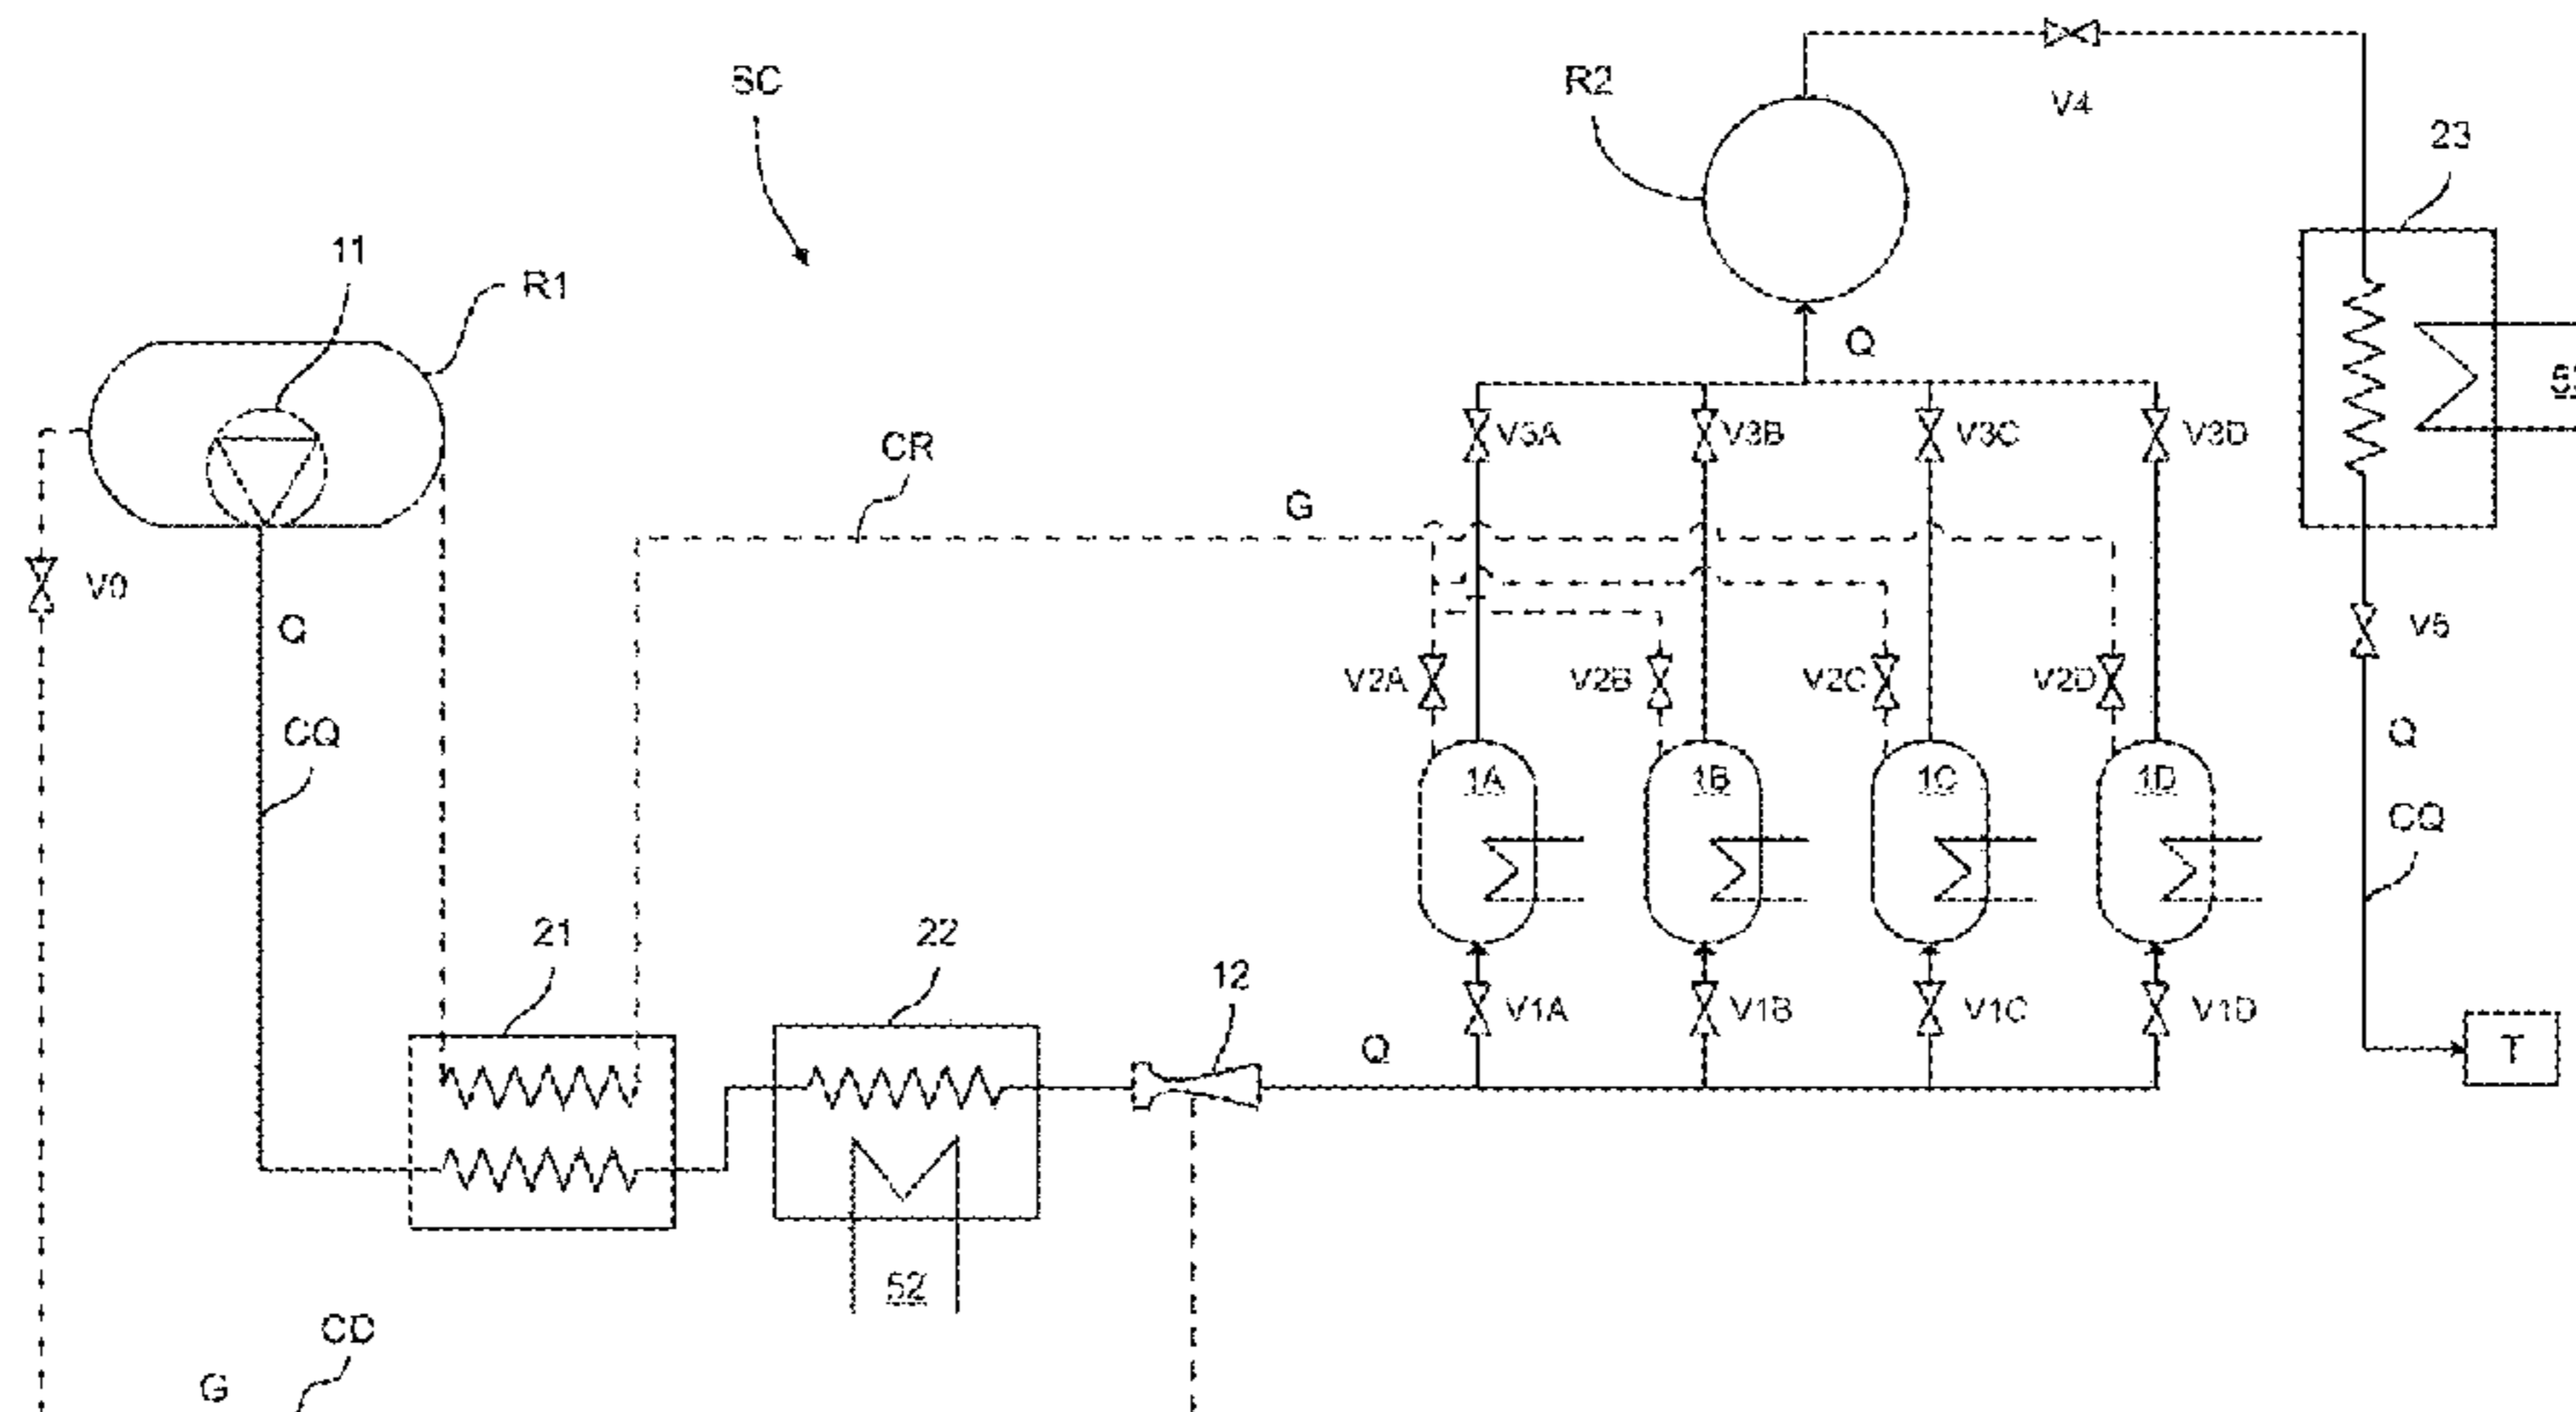 SC
R2
V4
23
11
R1
Q
V3A
V3B
V3C
V3D
CR
G
V0
Q
V5
V2A
V2B
V2C
V2D
CQ
Q
1A
1B
1C
1D
CQ
21
22
12
V1A
V1B
V1C
V1D
Q
T
52
CD
G